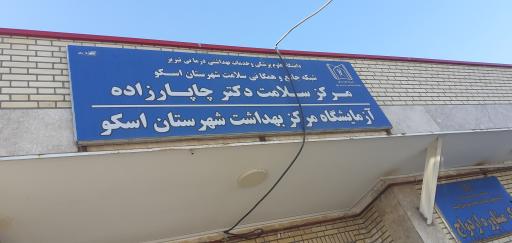 دانشگاه علوم پزشکی و خدمات بهداشتی درمانی تبریز
شبکه جامع و همگانی سلامت شهرستان اسکو
مرکز سلامت دکتر چاپارزاده
آزمایشگاه مرکز بهداشت شهرستان اسکو
ازدواج